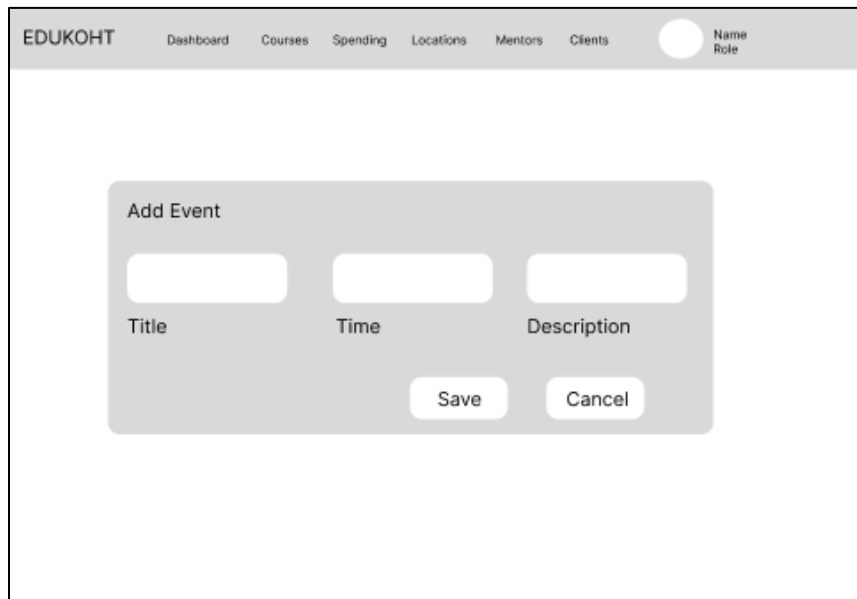 EDUKOHT Dashboard Courses Spending Locations Mentors Clients Name
Role
Add Event
Title Time Description
Save Cancel